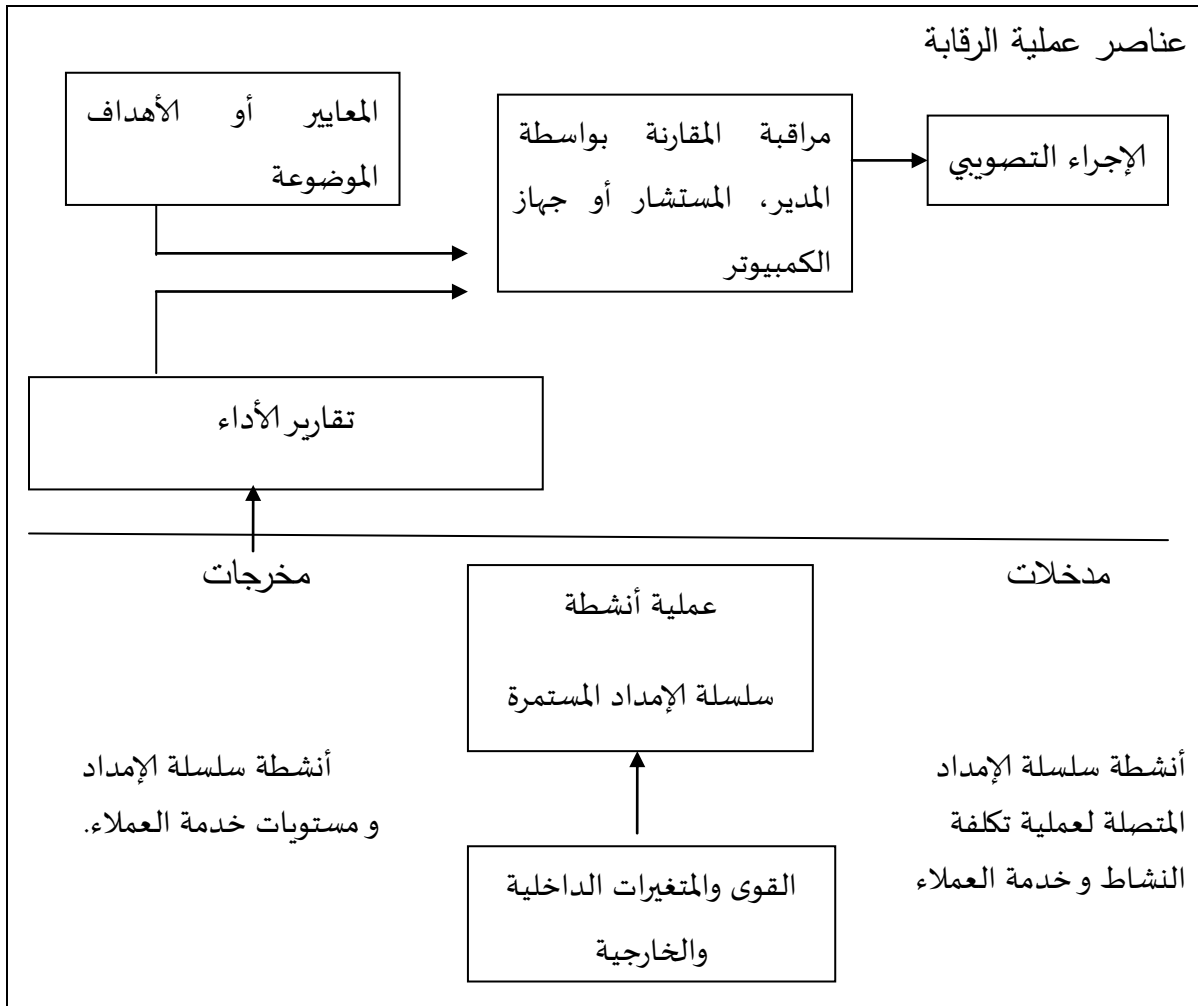 عناصر عملية الرقابة
الإجراء التصويبي
مراقبة المقارنة بواسطة
المدير، المستشار أو جهاز
الكمبيوتر
المعايير أو الأهداف
الموضوعة
تقارير الأداء
مدخلات
عملية أنشطة
سلسلة الإمداد المستمرة
مخرجات
أنشطة سلسلة الإمداد
المتصلة لعملية تكلفة
النشاط و خدمة العملاء
القوى والمتغيرات الداخلية
والخارجية
أنشطة سلسلة الإمداد
و مستويات خدمة العملاء.